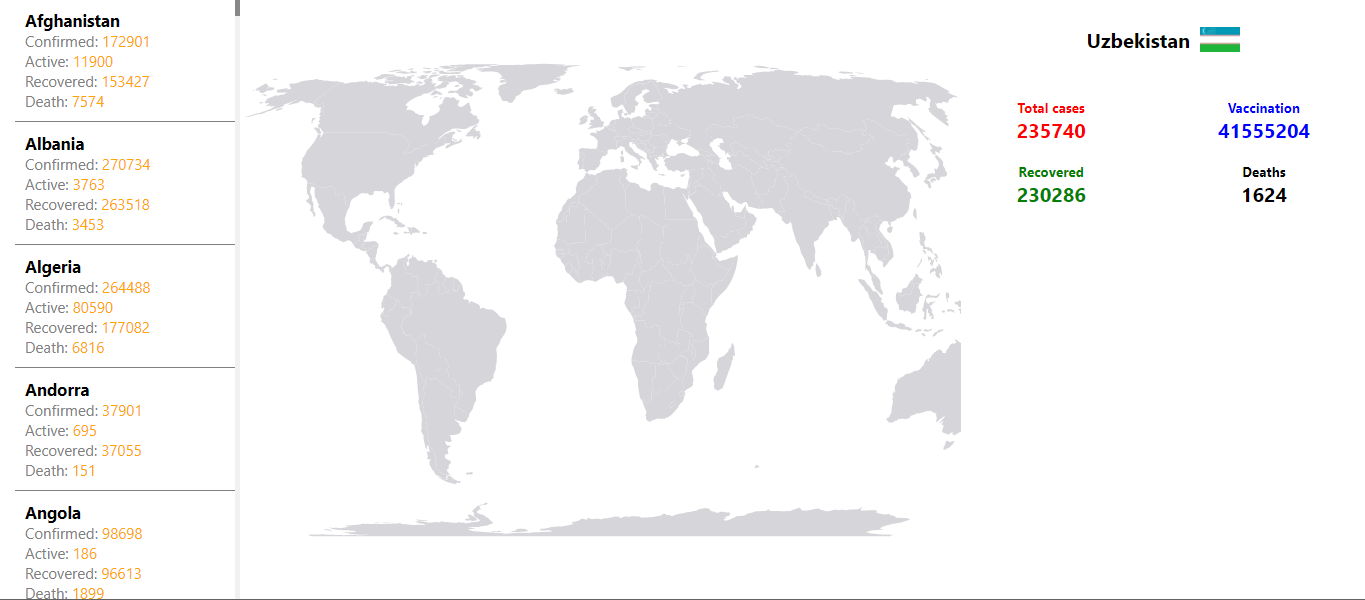 Afghanistan
Confirmed: 172901
Active: 11900
Recovered: 153427
Death: 7574
Albania
Confirmed: 270734
Active: 3763
Recovered: 263518
Death: 3453
Algeria
Confirmed: 264488
Active: 80590
Recovered: 177082
Death: 6816
Andorra
Confirmed: 37901
Active: 695
Recovered: 37055
Death: 151
Angola
Confirmed: 98698
Active: 186
Recovered: 96613
Death: 1899
Uzbekistan
Total cases
235740
Vaccination
41555204
Recovered
230286
Deaths
1624